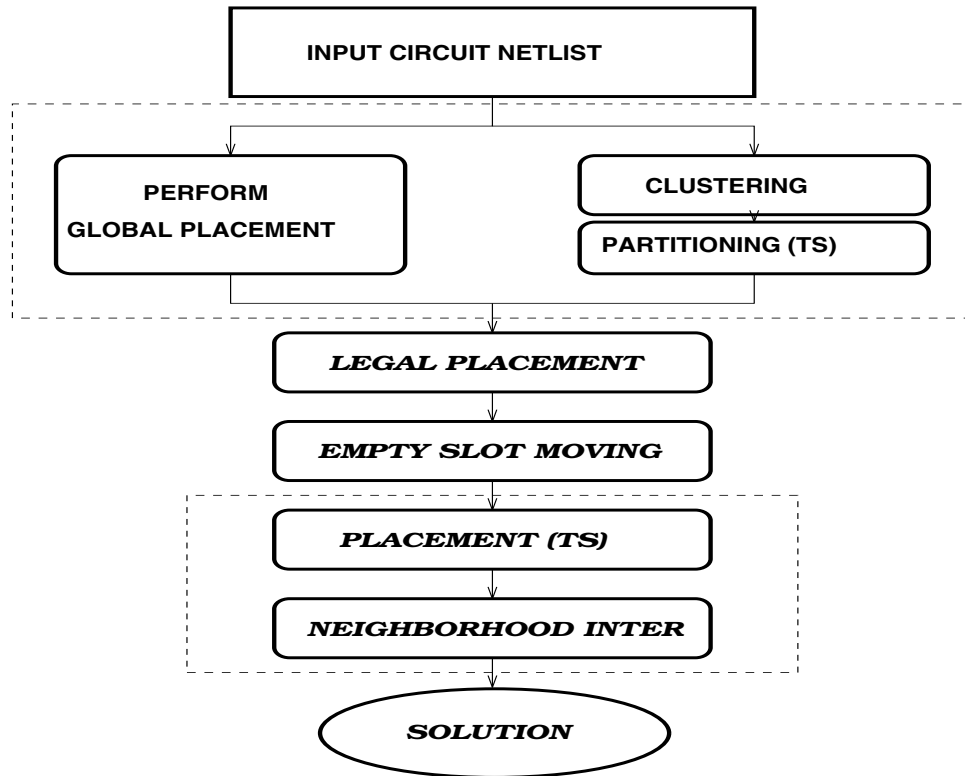 INPUT CIRCUIT NETLIST
PERFORM
GLOBAL PLACEMENT
CLUSTERING
PARTITIONING (TS)
LEGAL PLACEMENT
EMPTY SLOT MOVING
PLACEMENT (TS)
NEIGHBORHOOD INTER
SOLUTION